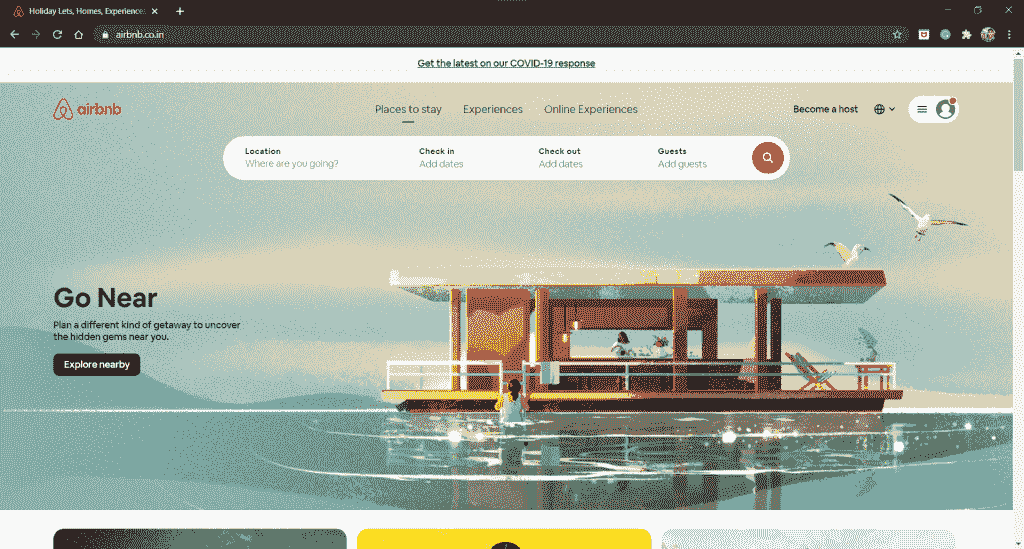 Holiday Lets, Homes, Experiences
airbnb.co.in
Get the latest on our COVID-19 response
airbnb
Places to stay
Experiences
Online Experiences
Become a host
Location
Where are you going?
Check in
Add dates
Check out
Add dates
Guests
Add guests
Go Near
Plan a different kind of getaway to uncover
the hidden gems near you.
Explore nearby